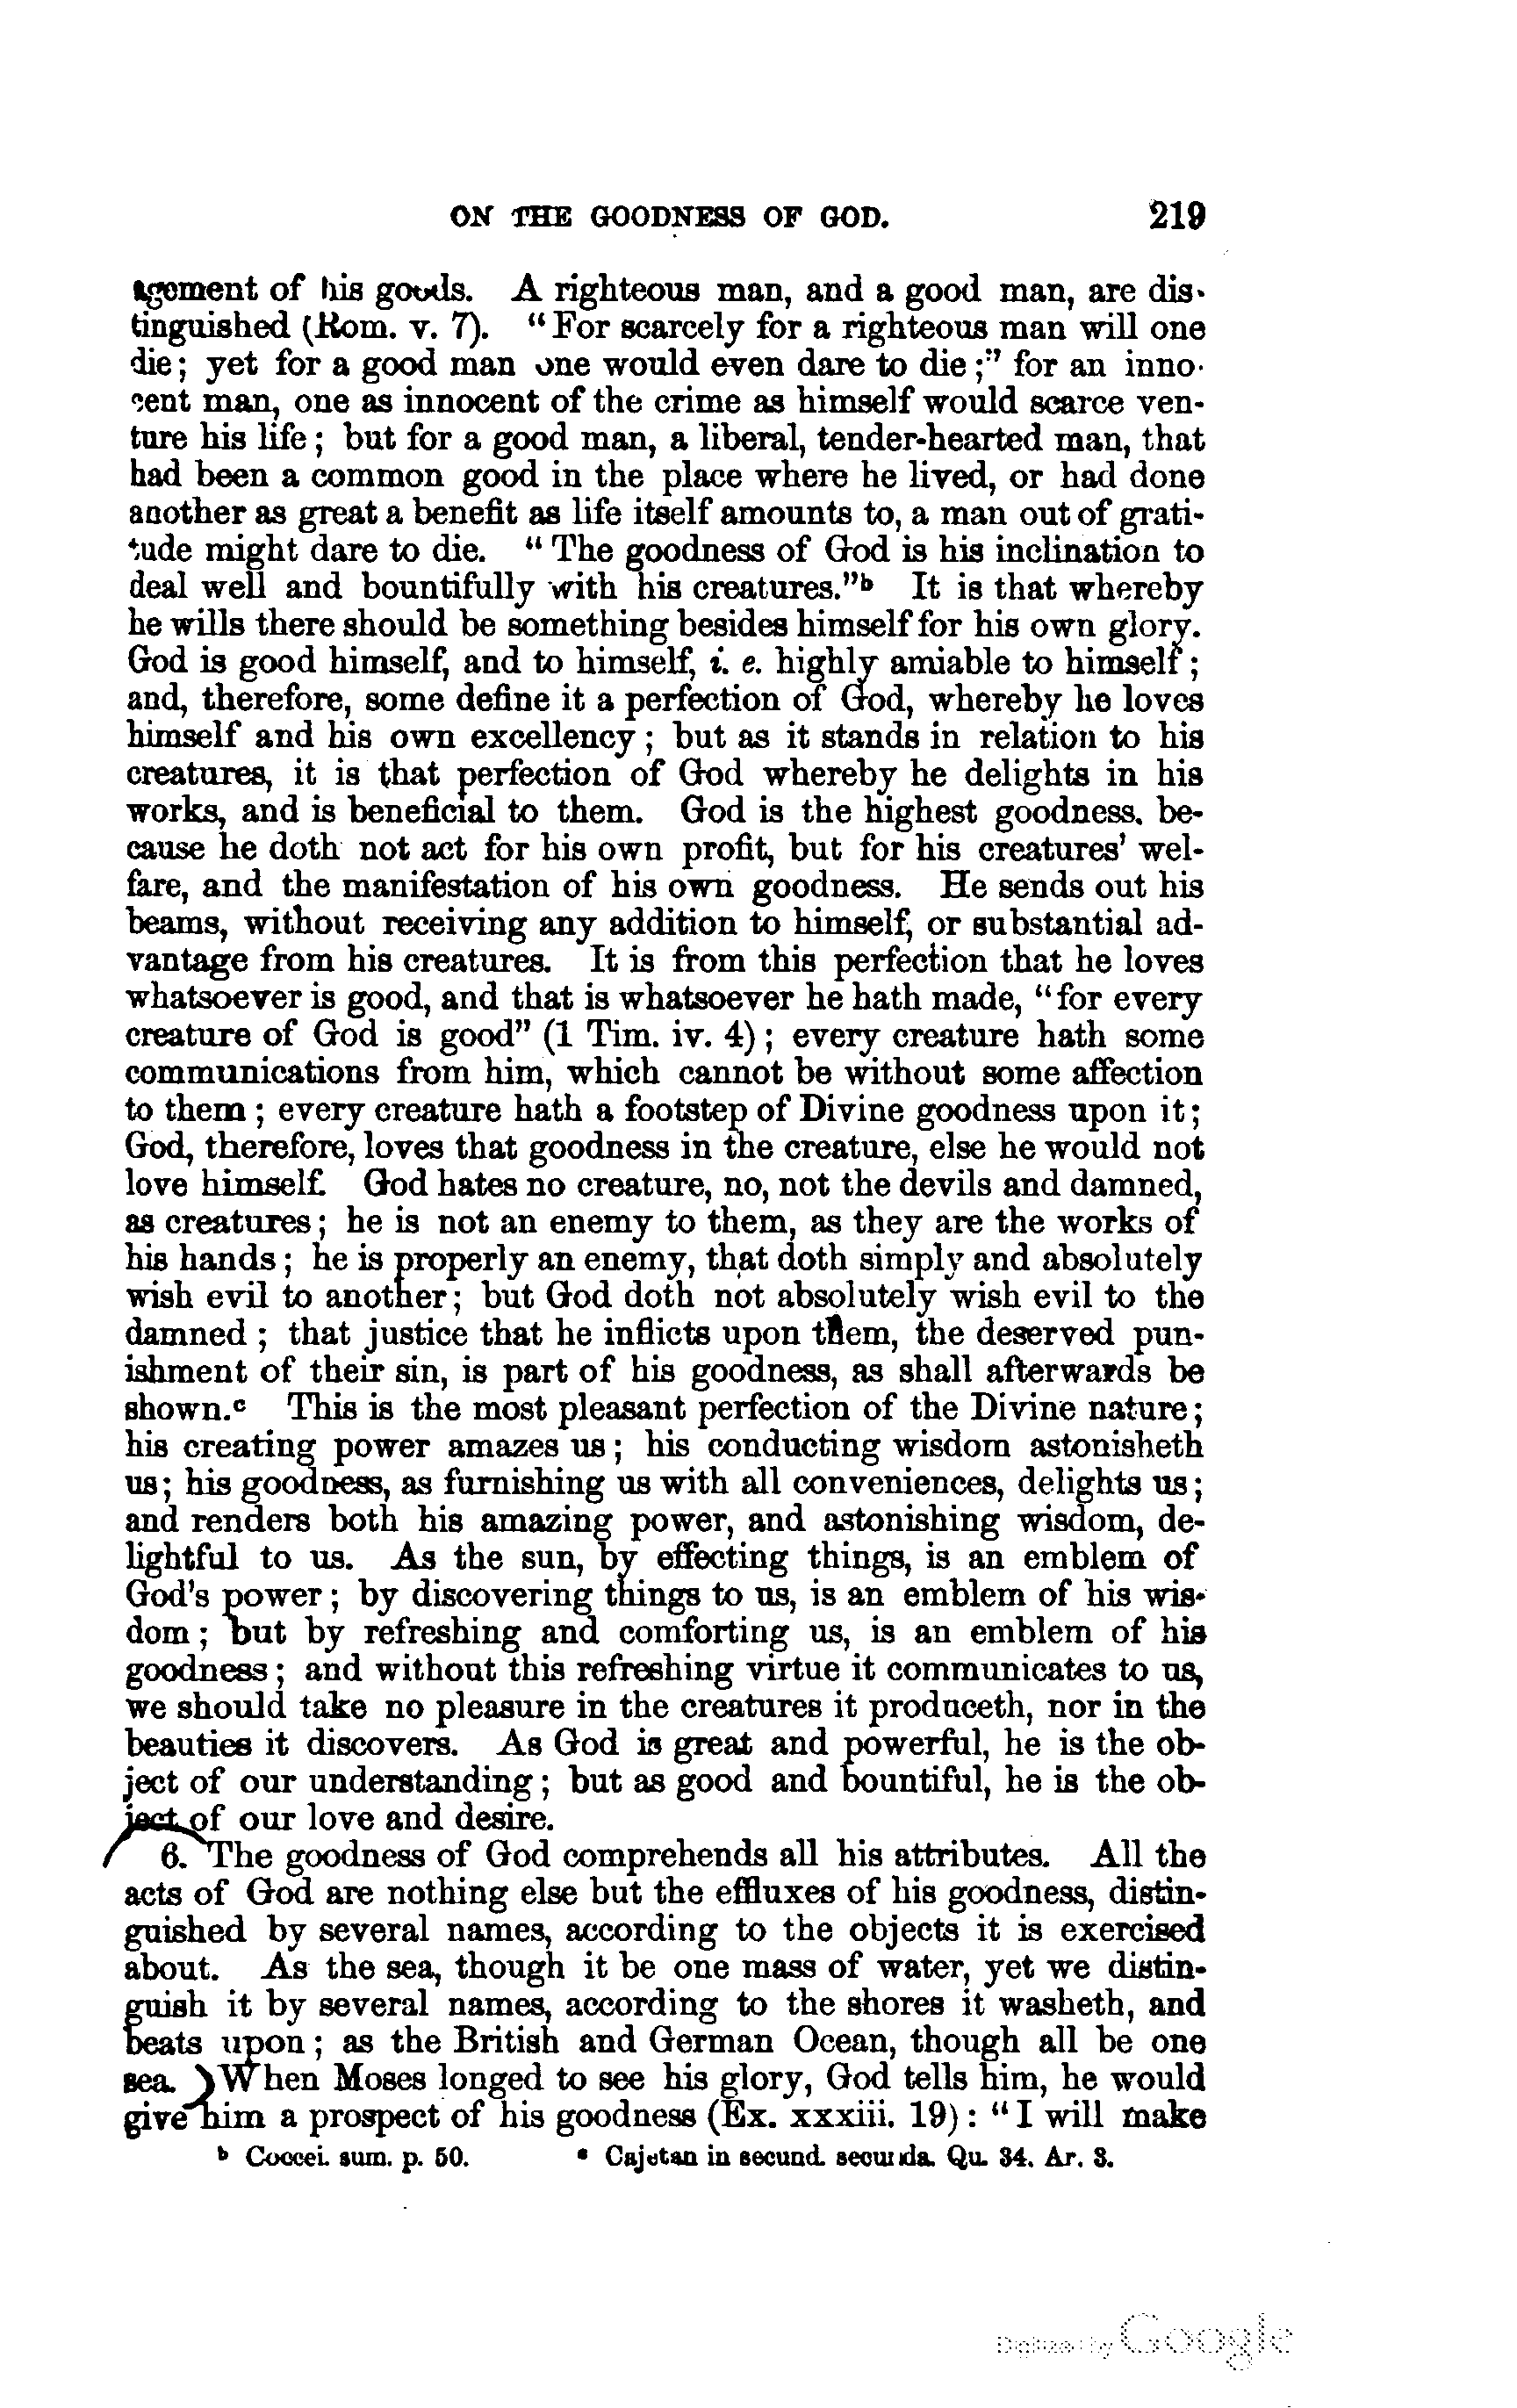 ON THE GOODNESS OF GOD. 219
agement of his goods. A righteous man, and a good man, are dis-
tinguished (Rom. v. 7). "For scarcely for a righteous man will one
die; yet for a good man one would even dare to die;" for an inno-
cent man, one as innocent of the crime as himself would scarce ven-
ture his life; but for a good man, a liberal, tender-hearted man, that
had been a common good in the place where he lived, or had done
another as great a benefit as life itself amounts to, a man out of grati-
tude might dare to die. "The goodness of God is his inclination to
deal well and bountifully with his creatures."b It is that whereby
he wills there should be something besides himself for his own glory.
God is good himself, and to himself, i. e. highly amiable to himself;
and, therefore, some define it a perfection of God, whereby he loves
himself and his own excellency; but as it stands in relation to his
creatures, it is that perfection of God whereby he delights in his
works, and is beneficial to them. God is the highest goodness, be-
cause he doth not act for his own profit, but for his creatures' wel-
fare, and the manifestation of his own goodness. He sends out his
beams, without receiving any addition to himself, or substantial ad-
vantage from his creatures. It is from this perfection that he loves
whatsoever is good, and that is whatsoever he hath made, "for every
creature of God is good" (1 Tim. iv. 4); every creature hath some
communications from him, which cannot be without some affection
to them; every creature hath a footstep of Divine goodness upon it;
God, therefore, loves that goodness in the creature, else he would not
love himself. God hates no creature, no, not the devils and damned,
as creatures; he is not an enemy to them, as they are the works of
his hands; he is properly an enemy, that doth simply and absolutely
wish evil to another; but God doth not absolutely wish evil to the
damned; that justice that he inflicts upon them, the deserved pun-
ishment of their sin, is part of his goodness, as shall afterwards be
shown.c This is the most pleasant perfection of the Divine nature;
his creating power amazes us; his conducting wisdom astonisheth
us; his goodness, as furnishing us with all conveniences, delights us;
and renders both his amazing power, and astonishing wisdom, de-
lightful to us. As the sun, by effecting things, is an emblem of
God's power; by discovering things to us, is an emblem of his wis-
dom; but by refreshing and comforting us, is an emblem of his
goodness; and without this refreshing virtue it communicates to us,
we should take no pleasure in the creatures it produceth, nor in the
beauties it discovers. As God is great and powerful, he is the ob-
ject of our understanding; but as good and bountiful, he is the ob-
ject of our love and desire.
6. The goodness of God comprehends all his attributes. All the
acts of God are nothing else but the effluxes of his goodness, distin-
guished by several names, according to the objects it is exercised
about. As the sea, though it be one mass of water, yet we distin-
guish it by several names, according to the shores it washeth, and
beats upon; as the British and German Ocean, though all be one
sea. When Moses longed to see his glory, God tells him, he would
give him a prospect of his goodness (Ex. xxxiii. 19): "I will make
b Coccei. sum. p. 50. c Cajetan in secund. secunda. Qu. 34. Ar. 3.
Digitized by Google